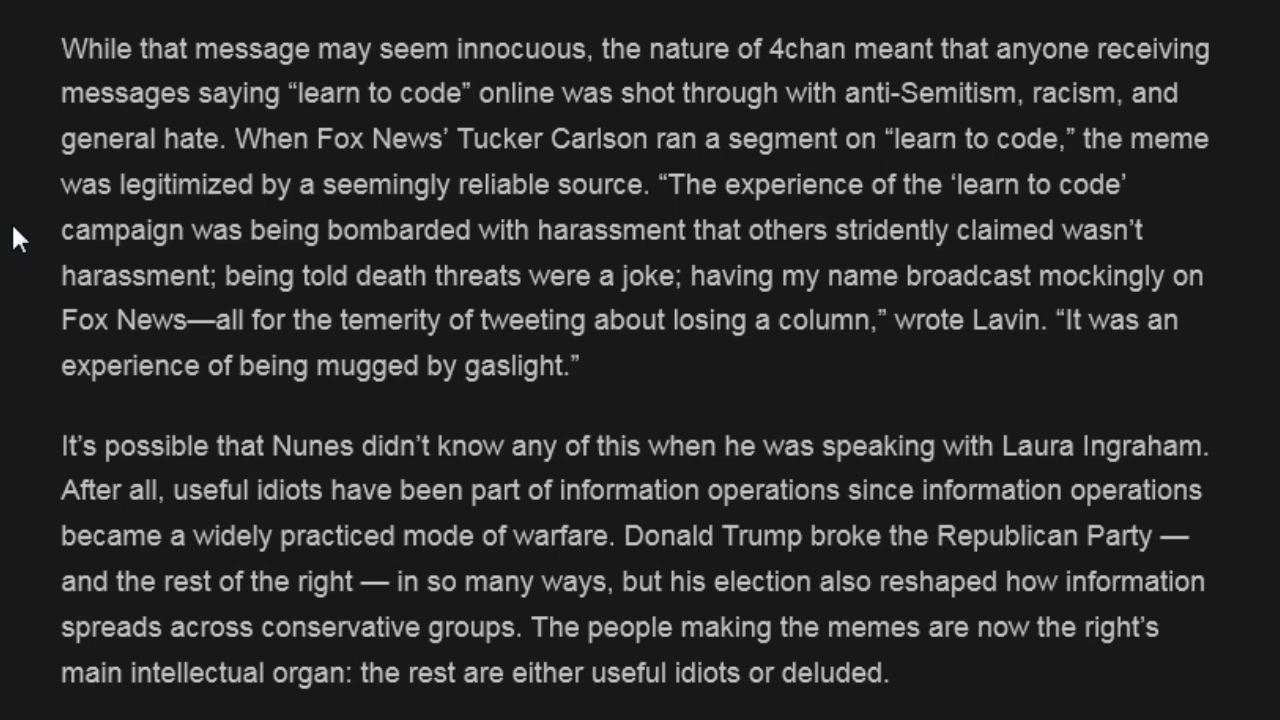 While that message may seem innocuous, the nature of 4chan meant that anyone receiving
messages saying “learn to code” online was shot through with anti-Semitism, racism, and
general hate. When Fox News’ Tucker Carlson ran a segment on “learn to code,” the meme
was legitimized by a seemingly reliable source. “The experience of the ‘learn to code’
campaign was being bombarded with harassment that others stridently claimed wasn’t
harassment; being told death threats were a joke; having my name broadcast mockingly on
Fox News—all for the temerity of tweeting about losing a column,” wrote Lavin. “It was an
experience of being mugged by gaslight.”
It’s possible that Nunes didn’t know any of this when he was speaking with Laura Ingraham.
After all, useful idiots have been part of information operations since information operations
became a widely practiced mode of warfare. Donald Trump broke the Republican Party —
and the rest of the right — in so many ways, but his election also reshaped how information
spreads across conservative groups. The people making the memes are now the right’s
main intellectual organ: the rest are either useful idiots or deluded.